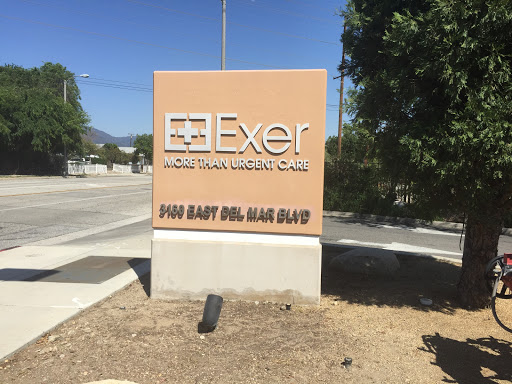 Exer
MORE THAN URGENT CARE
3160 EAST DEL MAR BLVD